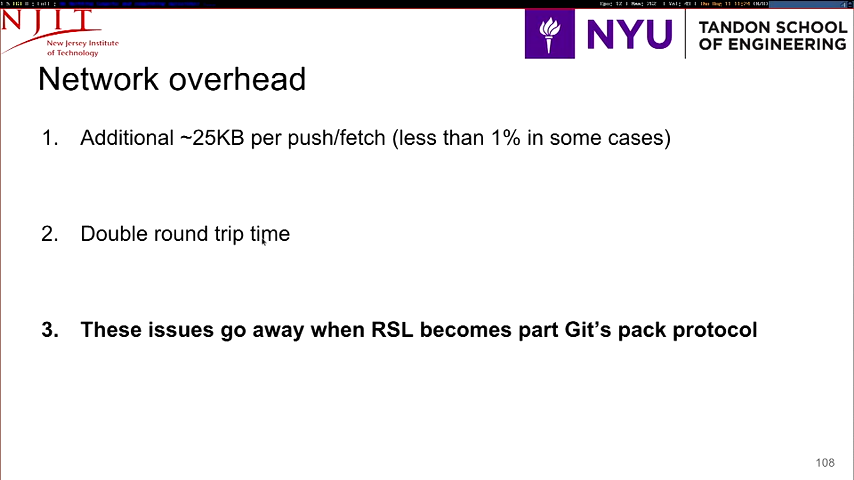 NJIT
New Jersey Institute
of Technology
NYU
TANDON SCHOOL
OF ENGINEERING
Network overhead
1. Additional ~25KB per push/fetch (less than 1% in some cases)
2. Double round trip time
3. These issues go away when RSL becomes part Git's pack protocol
108